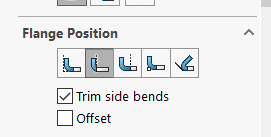 Flange Position
Trim side bends
Offset